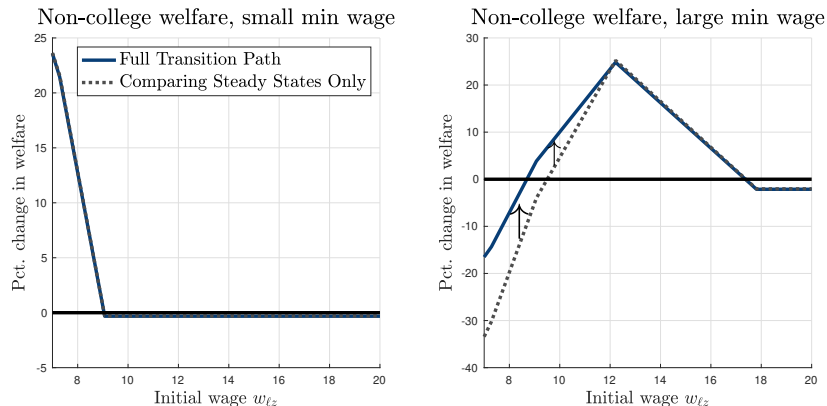 Non-college welfare, small min wage
25
20
15
10
5
0
-5
Pct. change in welfare
Full Transition Path
Comparing Steady States Only
8 10 12 14 16 18 20
Initial wage wℓz
Non-college welfare, large min wage
30
20
10
0
-10
-20
-30
-40
Pct. change in welfare
8 10 12 14 16 18 20
Initial wage wℓz